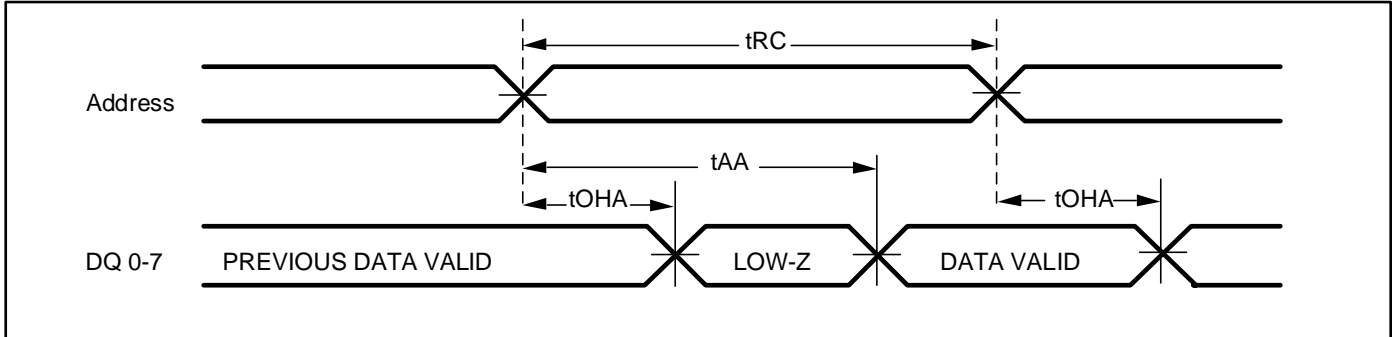 tRC
Address
tAA
tOHA
tOHA
DQ 0-7
PREVIOUS DATA VALID
LOW-Z
DATA VALID